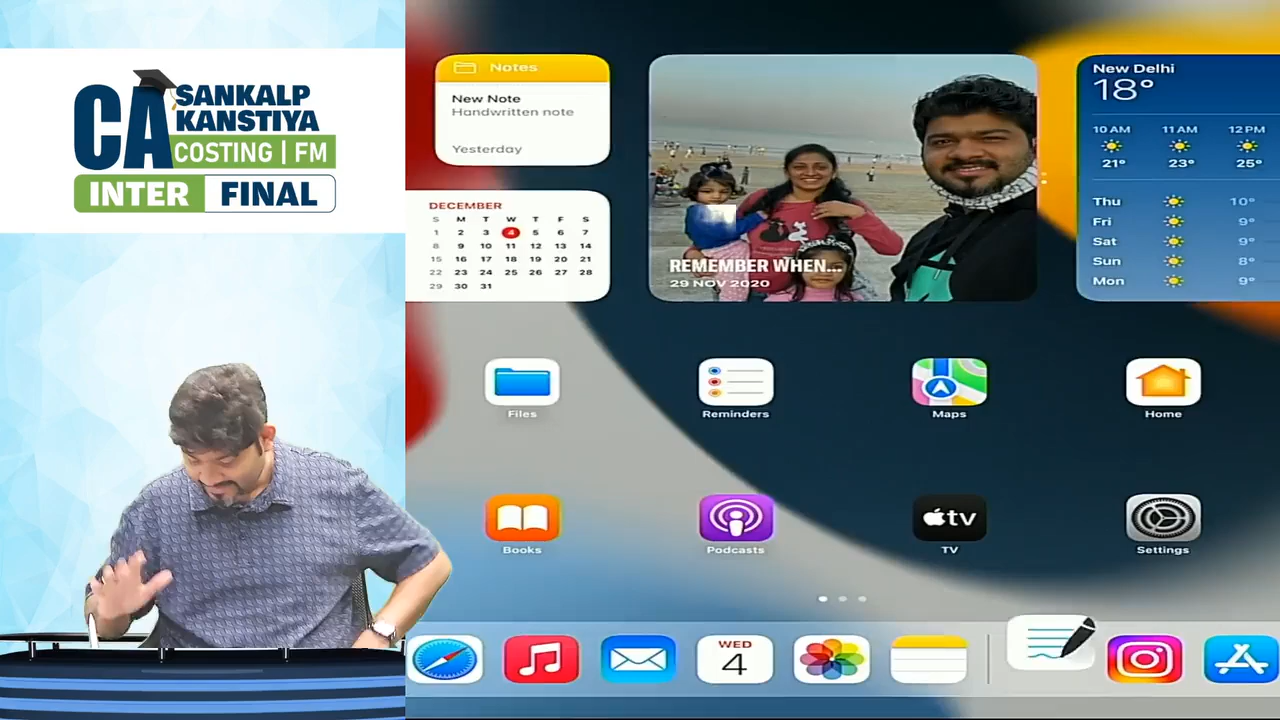 CA SANKALP
KANSTIYA
COSTING | FM
INTER FINAL
Notes
New Note
Handwritten note
Yesterday
DECEMBER
S M T W T F S
1 2 3 4 5 6 7
8 9 10 11 12 13 14
15 16 17 18 19 20 21
22 23 24 25 26 27 28
29 30 31
REMEMBER WHEN...
29 NOV 2020
New Delhi
18°
10 AM 11 AM 12 PM
21° 23° 25°
Thu 10°
Fri 9°
Sat 9°
Sun 8°
Mon 9°
Files Reminders Maps Home
Books Podcasts tv TV Settings
WED
4